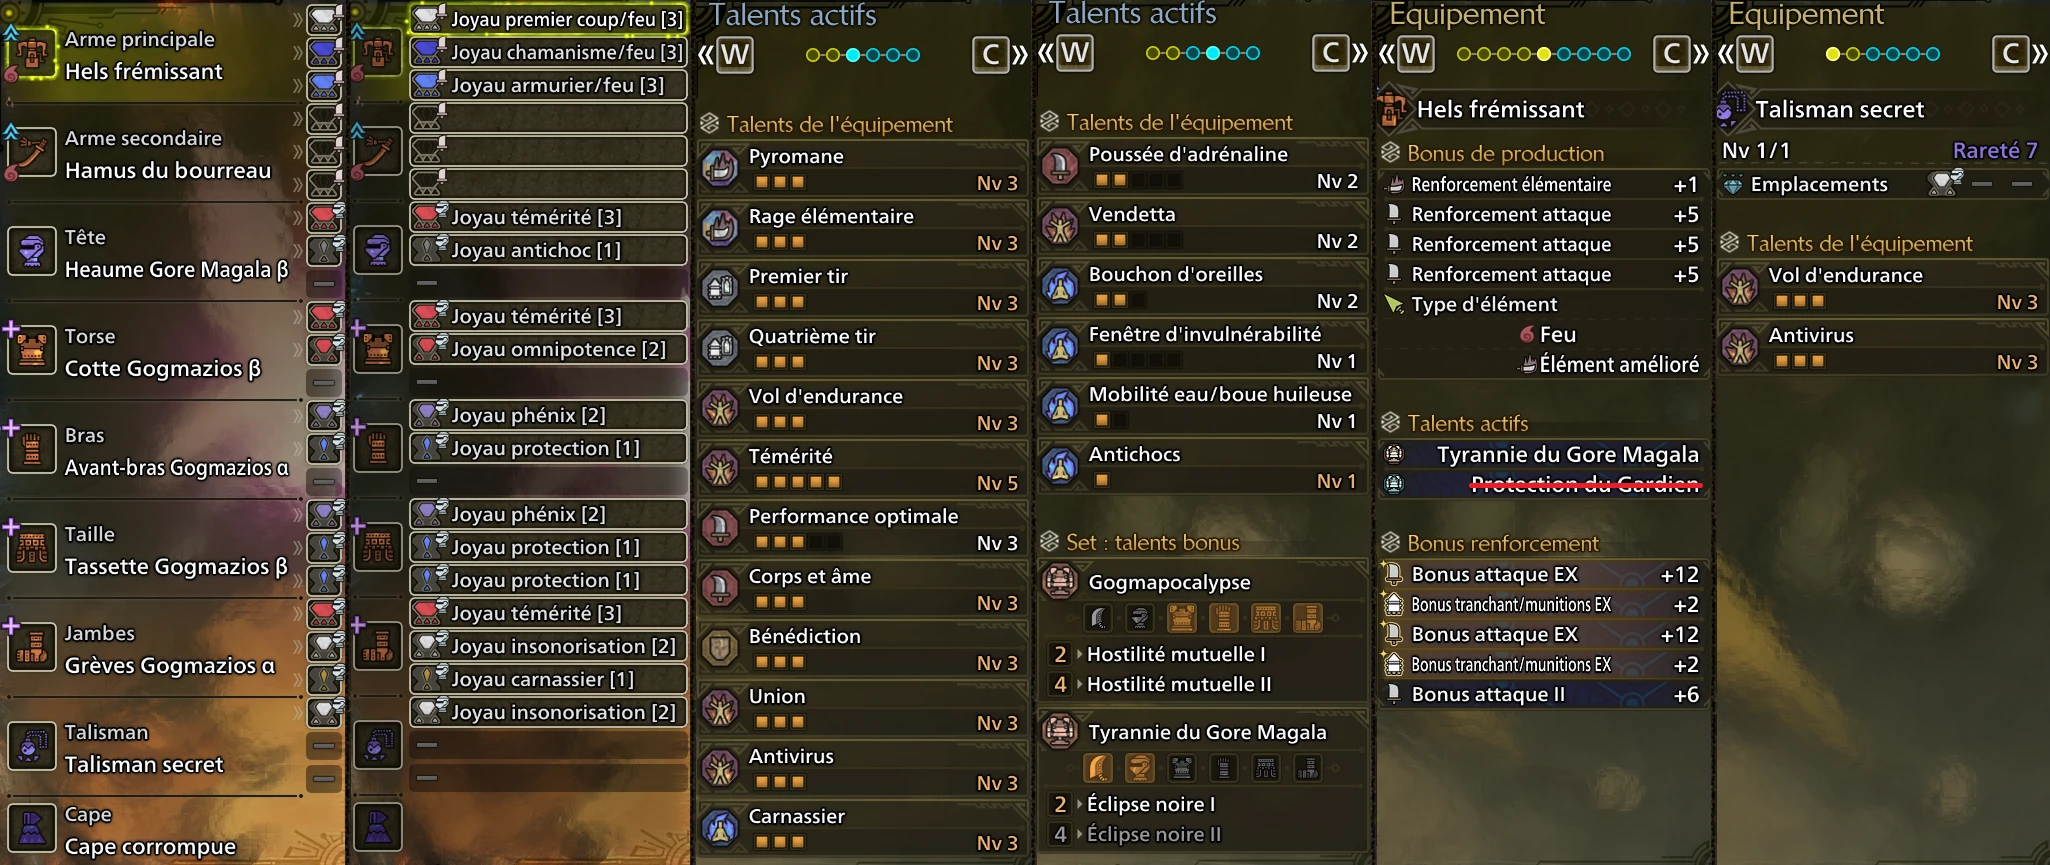 Arme principale
Hels frémissant
Arme secondaire
Hamus du bourreau
Tête
Heaume Gore Magala β
Torse
Cotte Gogmazios β
Bras
Avant-bras Gogmazios α
Taille
Tassette Gogmazios β
Jambes
Grèves Gogmazios α
Talisman
Talisman secret
Cape
Cape corrompue
Joyau premier coup/feu [3]
Joyau chamanisme/feu [3]
Joyau armurier/feu [3]
Joyau témérité [3]
Joyau antichoc [1]
Joyau témérité [3]
Joyau omnipotence [2]
Joyau phénix [2]
Joyau protection [1]
Joyau phénix [2]
Joyau protection [1]
Joyau protection [1]
Joyau témérité [3]
Joyau insonorisation [2]
Joyau carnassier [1]
Joyau insonorisation [2]
Talents actifs
W C
Talents de l'équipement
Pyromane
Nv 3
Rage élémentaire
Nv 3
Premier tir
Nv 3
Quatrième tir
Nv 3
Vol d'endurance
Nv 3
Témérité
Nv 5
Performance optimale
Nv 3
Corps et âme
Nv 3
Bénédiction
Nv 3
Union
Nv 3
Antivirus
Nv 3
Carnassier
Nv 3
Talents actifs
W C
Talents de l'équipement
Poussée d'adrénaline
Nv 2
Vendetta
Nv 2
Bouchon d'oreilles
Nv 2
Fenêtre d'invulnérabilité
Nv 1
Mobilité eau/boue huileuse
Nv 1
Antichocs
Nv 1
Set : talents bonus
Gogmapocalypse
2 Hostilité mutuelle I
4 Hostilité mutuelle II
Tyrannie du Gore Magala
2 Éclipse noire I
4 Éclipse noire II
Equipement
W C
Hels frémissant
Bonus de production
Renforcement élémentaire +1
Renforcement attaque +5
Renforcement attaque +5
Renforcement attaque +5
Type d'élément
Feu
Élément amélioré
Talents actifs
Tyrannie du Gore Magala
Protection du Gardien
Bonus renforcement
Bonus attaque EX +12
Bonus tranchant/munitions EX +2
Bonus attaque EX +12
Bonus tranchant/munitions EX +2
Bonus attaque II +6
Equipement
W C
Talisman secret
Nv 1/1 Rareté 7
Emplacements
Talents de l'équipement
Vol d'endurance
Nv 3
Antivirus
Nv 3